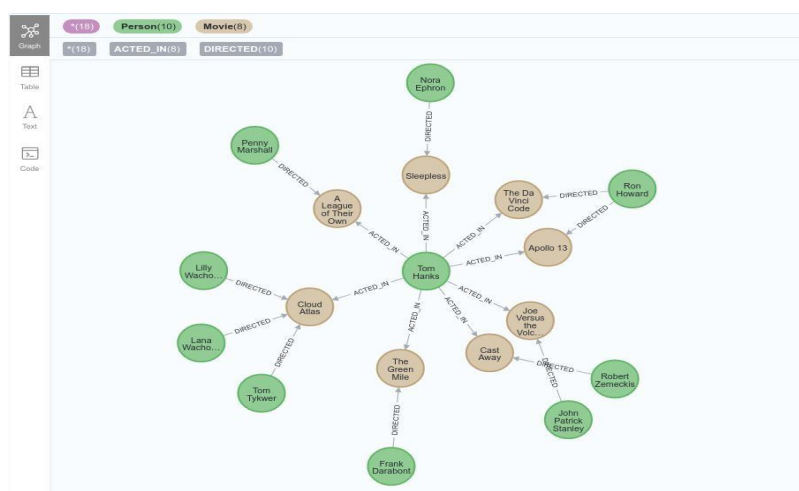 *(18) Person(10) Movie(8)
*(18) ACTED_IN(8) DIRECTED(10)
Graph
Table
Text
Code
Nora
Ephron
DIRECTED
Penny
Marshall
DIRECTED
Sleepless
A
League
of Their
Own
ACTED_IN
ACTED_IN
The Da
Vinci
Code
DIRECTED
Ron
Howard
DIRECTED
ACTED_IN
Apollo 13
ACTED_IN
Tom
Hanks
Lilly
Wacho...
DIRECTED
ACTED_IN
Cloud
Atlas
ACTED_IN
Joe
Versus
the
Volc...
ACTED_IN
ACTED_IN
Lana
Wacho...
DIRECTED
DIRECTED
Tom
Tykwer
The
Green
Mile
Cast
Away
DIRECTED
Robert
Zemeckis
DIRECTED
John
Patrick
Stanley
DIRECTED
Frank
Darabont